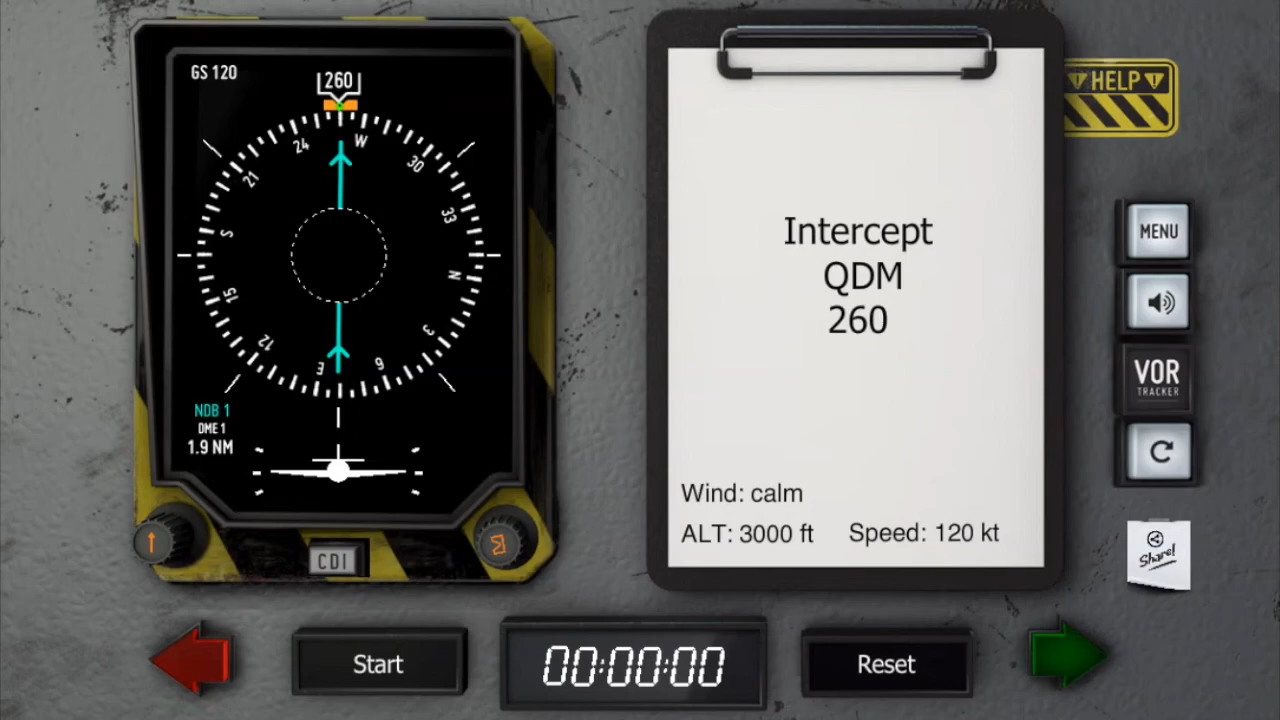 GS 120
260
24
W
30
21
33
S
N
15
3
12
E
6
NDB 1
DME 1
1.9 NM
CDI
Intercept
QDM
260
Wind: calm
ALT: 3000 ft Speed: 120 kt
HELP
MENU
VOR
TRACKER
Share!
Start
00:00:00
Reset